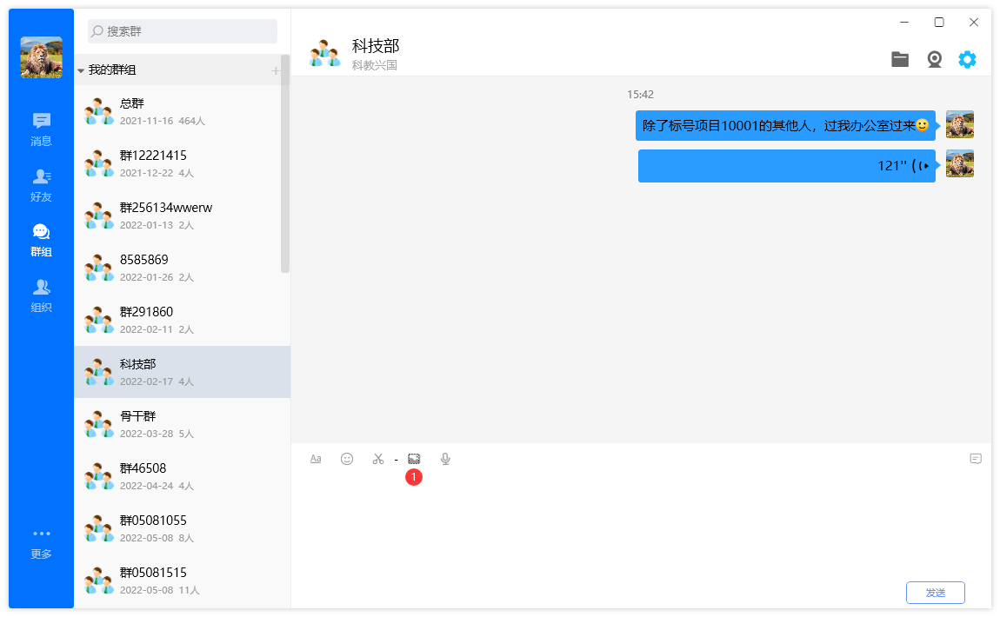 搜索群
我的群组
消息
好友
群组
组织
更多
总群
2021-11-16 464人
群12221415
2021-12-22 4人
群256134wwerw
2022-01-13 2人
8585869
2022-01-26 2人
群291860
2022-02-11 2人
科技部
2022-02-17 4人
骨干群
2022-03-28 5人
群46508
2022-04-24 4人
群05081055
2022-05-08 8人
群05081515
2022-05-08 11人
科技部
科教兴国
15:42
除了标号项目10001的其他人，过我办公室过来🙂
121''
Aa
1
发送